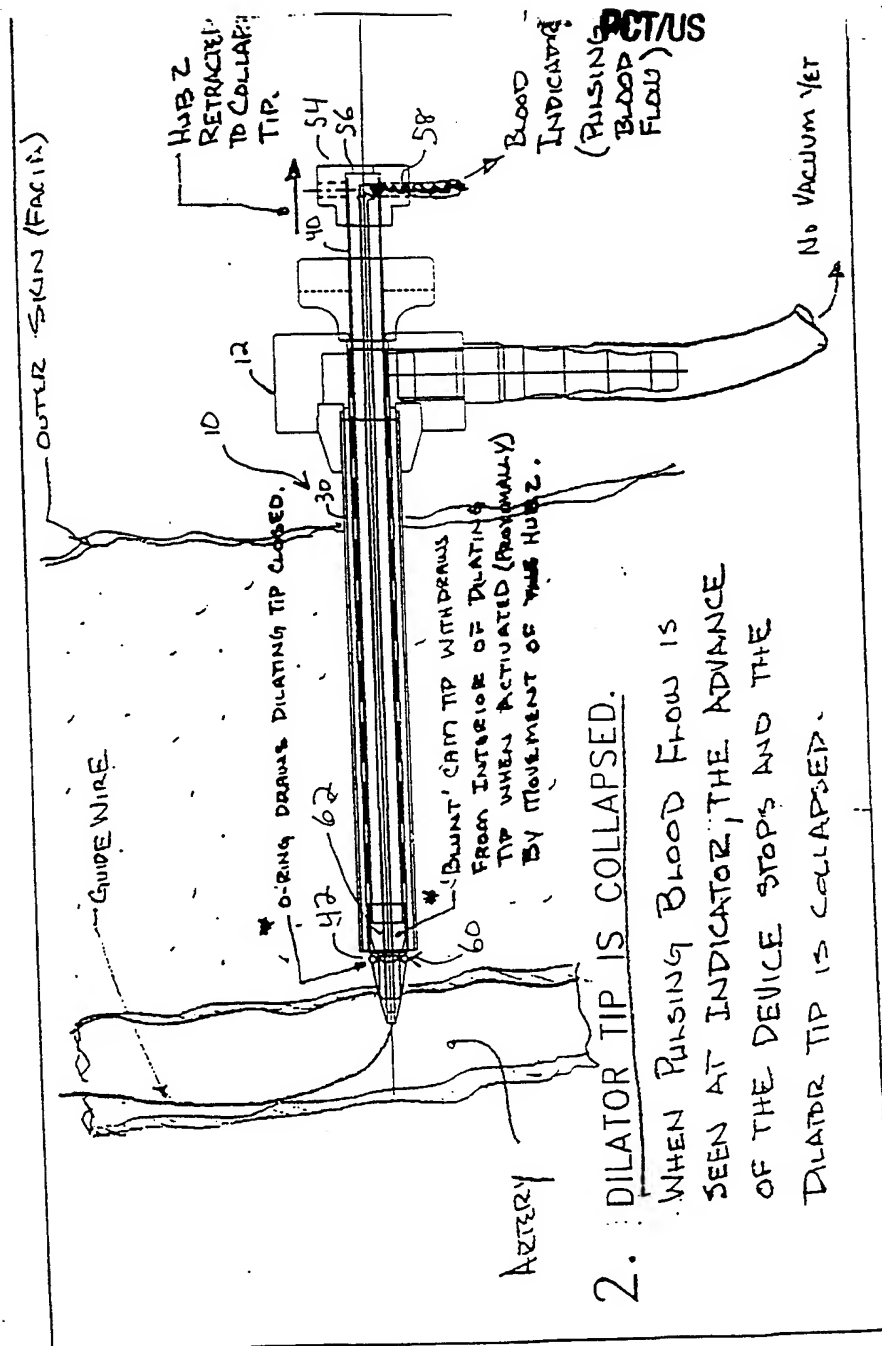 PCT/US
OUTER SKIN (FACIA)
HUB 2
RETRACTED
TO COLLAPSE
TIP.
54
56
58
40
12
10
30
BLOOD
INDICATOR
(PULSING
BLOOD
FLOW)
NO VACUUM YET
GUIDE WIRE
* O-RING DRAWS DILATING TIP CLOSED.
42
62
60
* 'BLUNT' CAM TIP WITHDRAWS
FROM INTERIOR OF DILATING
TIP WHEN ACTIVATED (PROXIMALLY)
BY MOVEMENT OF HUB 2.
ARTERY
2. DILATOR TIP IS COLLAPSED.
WHEN PULSING BLOOD FLOW IS
SEEN AT INDICATOR, THE ADVANCE
OF THE DEVICE STOPS AND THE
DILATOR TIP IS COLLAPSED.